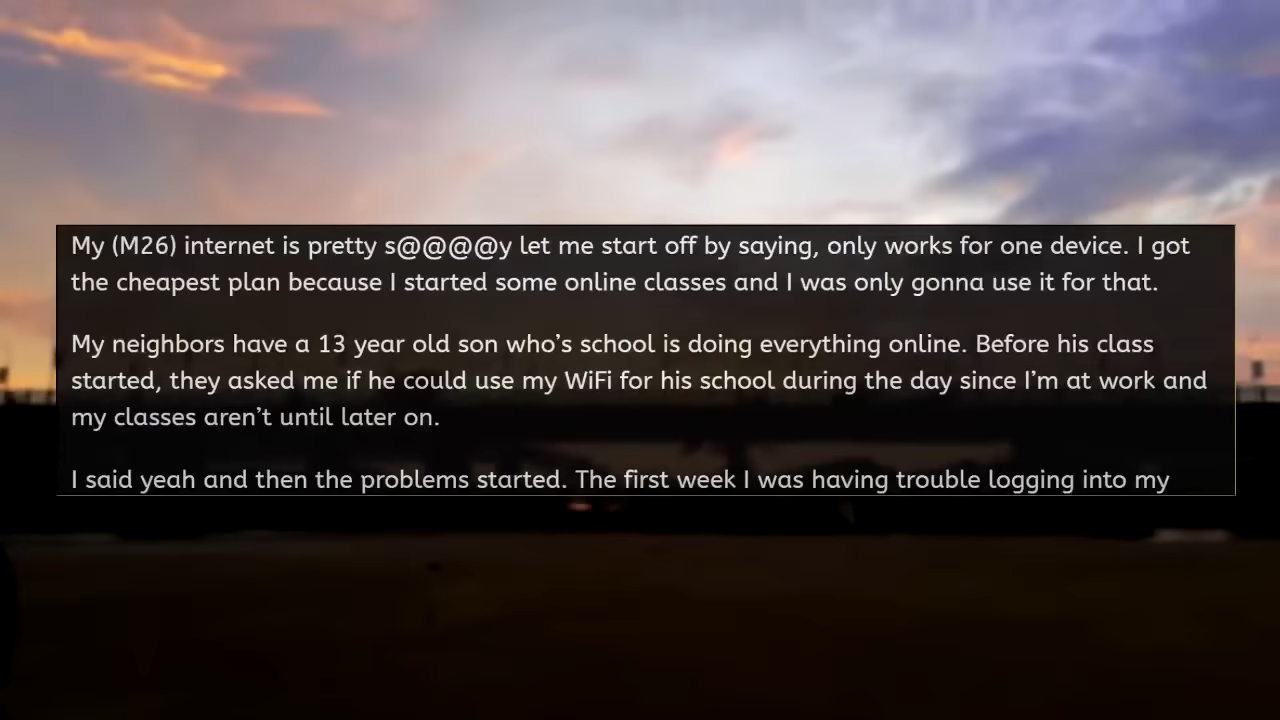 My (M26) internet is pretty s@@@@y let me start off by saying, only works for one device. I got
the cheapest plan because I started some online classes and I was only gonna use it for that.
My neighbors have a 13 year old son who’s school is doing everything online. Before his class
started, they asked me if he could use my WiFi for his school during the day since I’m at work and
my classes aren’t until later on.
I said yeah and then the problems started. The first week I was having trouble logging into my